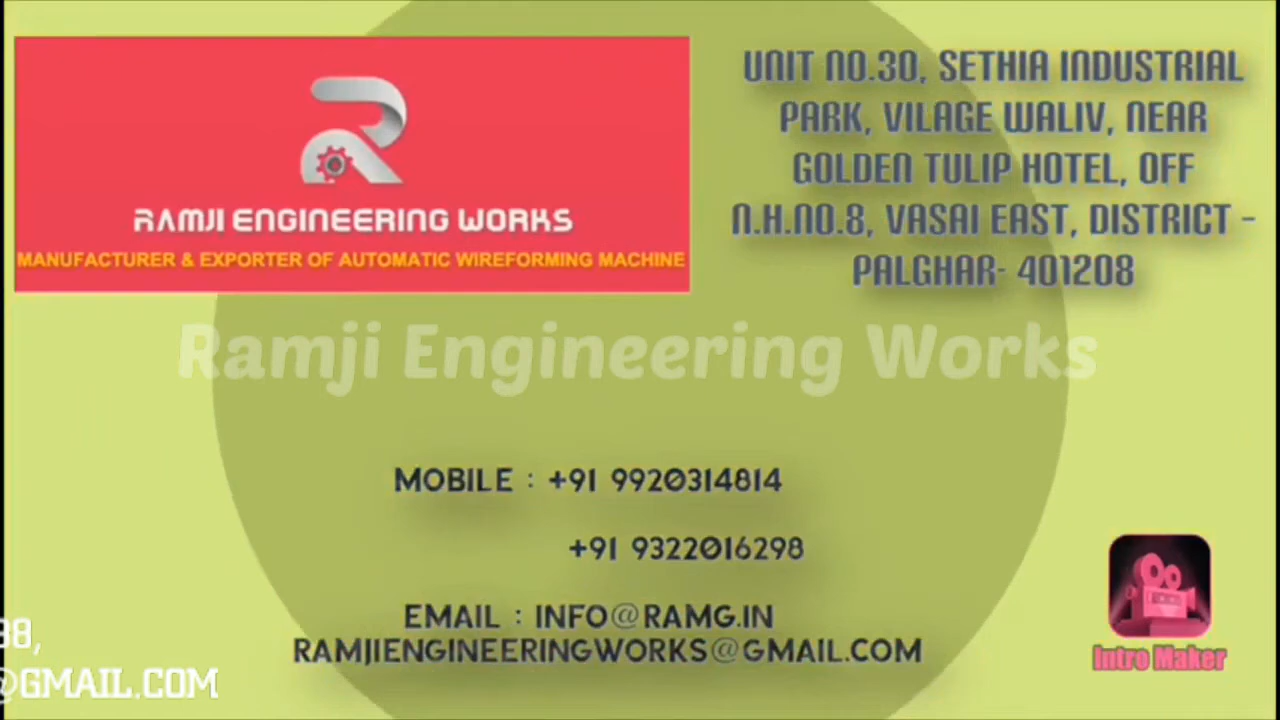 RAMJI ENGINEERING WORKS
MANUFACTURER & EXPORTER OF AUTOMATIC WIREFORMING MACHINE
UNIT NO.30, SETHIA INDUSTRIAL
PARK, VILAGE WALIV, NEAR
GOLDEN TULIP HOTEL, OFF
N.H.NO.8, VASAI EAST, DISTRICT -
PALGHAR- 401208
Ramji Engineering Works
MOBILE : +91 9920314814
+91 9322016298
EMAIL : INFO@RAMG.IN
RAMJIENGINEERINGWORKS@GMAIL.COM
@GMAIL.COM
Intro Maker